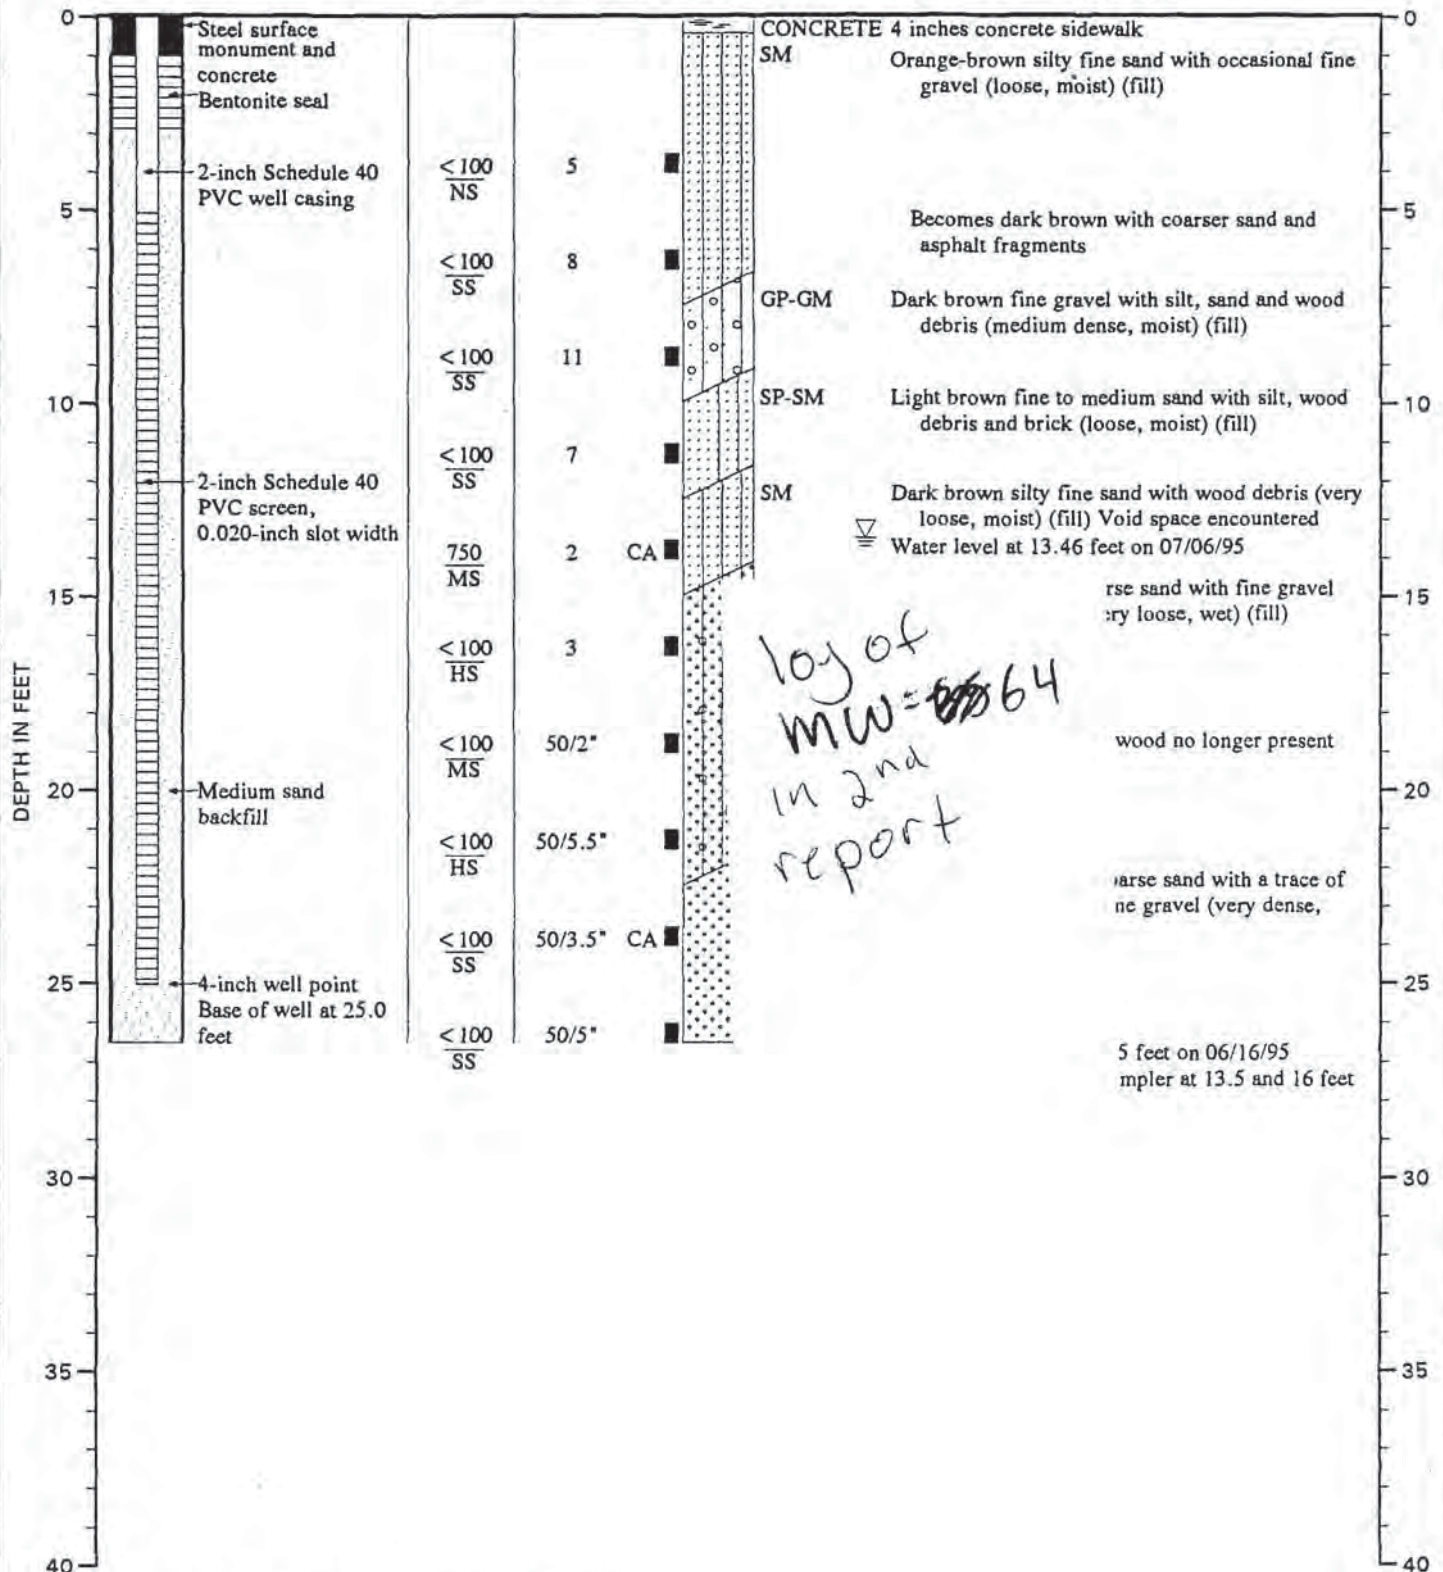 0
Steel surface
monument and
concrete
Bentonite seal
2-inch Schedule 40
PVC well casing
5
2-inch Schedule 40
PVC screen,
0.020-inch slot width
10
15
DEPTH IN FEET
20
Medium sand
backfill
25
4-inch well point
Base of well at 25.0
feet
30
35
40
<100
NS
5
<100
SS
8
<100
SS
11
<100
SS
7
750
MS
2
CA
<100
HS
3
<100
MS
50/2"
<100
HS
50/5.5"
<100
SS
50/3.5"
CA
<100
SS
50/5"
CONCRETE 4 inches concrete sidewalk
SM
Orange-brown silty fine sand with occasional fine
gravel (loose, moist) (fill)
Becomes dark brown with coarser sand and
asphalt fragments
GP-GM
Dark brown fine gravel with silt, sand and wood
debris (medium dense, moist) (fill)
SP-SM
Light brown fine to medium sand with silt, wood
debris and brick (loose, moist) (fill)
SM
Dark brown silty fine sand with wood debris (very
loose, moist) (fill) Void space encountered
Water level at 13.46 feet on 07/06/95
rse sand with fine gravel
ry loose, wet) (fill)
log of
MW-64
in 2nd
report
wood no longer present
arse sand with a trace of
ne gravel (very dense,
5 feet on 06/16/95
mpler at 13.5 and 16 feet
0
5
10
15
20
25
30
35
40